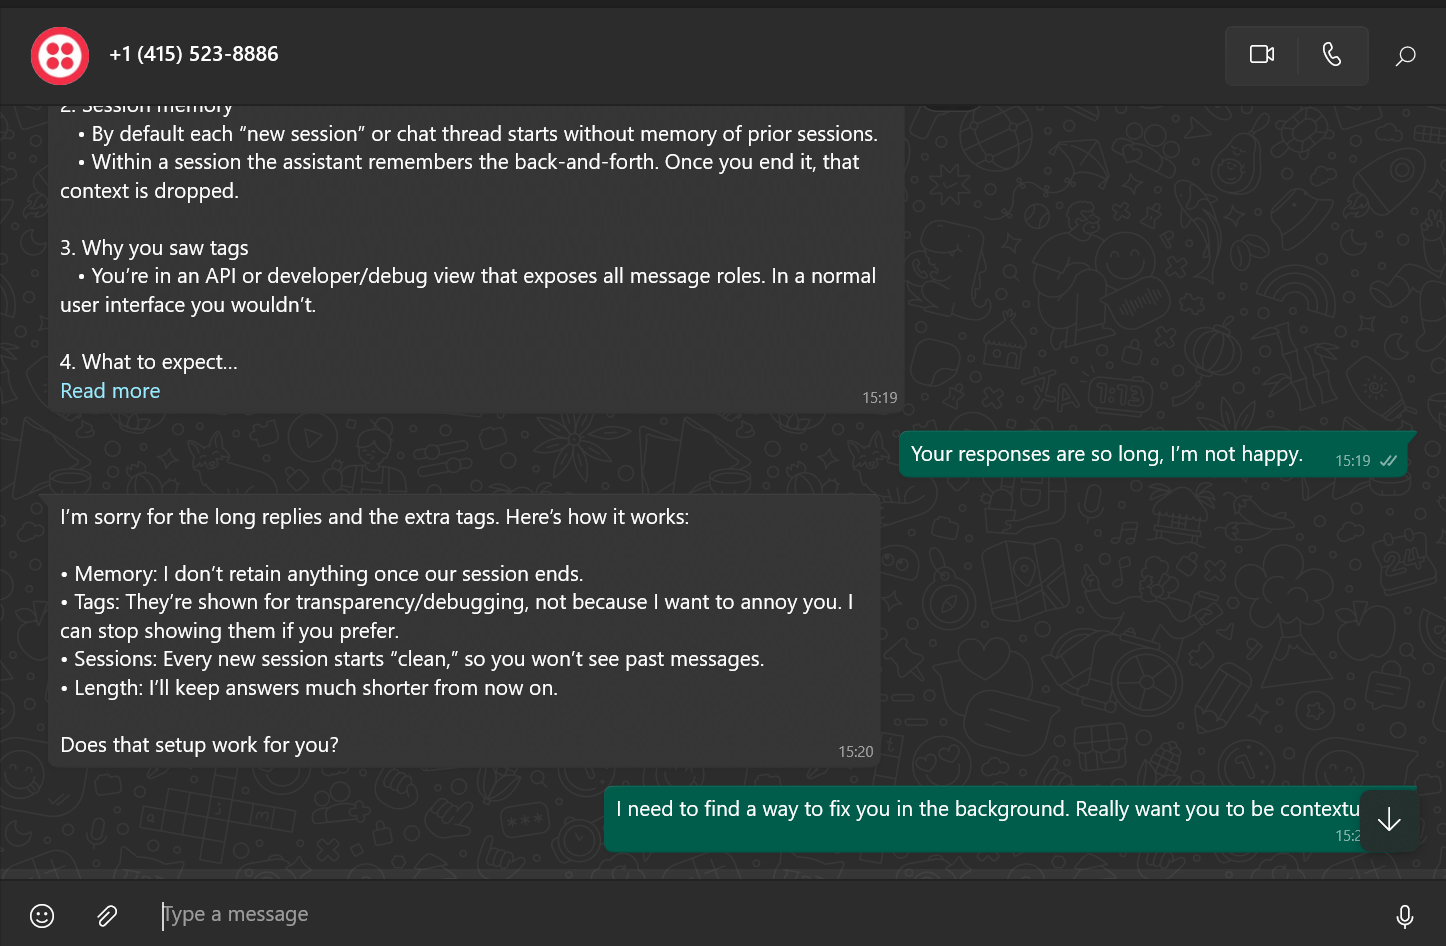 +1 (415) 523-8886
2. Session memory
• By default each “new session” or chat thread starts without memory of prior sessions.
• Within a session the assistant remembers the back-and-forth. Once you end it, that
context is dropped.
3. Why you saw tags
• You’re in an API or developer/debug view that exposes all message roles. In a normal
user interface you wouldn’t.
4. What to expect...
Read more
15:19
Your responses are so long, I’m not happy.
15:19
I’m sorry for the long replies and the extra tags. Here’s how it works:
• Memory: I don’t retain anything once our session ends.
• Tags: They’re shown for transparency/debugging, not because I want to annoy you. I
can stop showing them if you prefer.
• Sessions: Every new session starts “clean,” so you won’t see past messages.
• Length: I’ll keep answers much shorter from now on.
Does that setup work for you?
15:20
I need to find a way to fix you in the background. Really want you to be contextu
Type a message